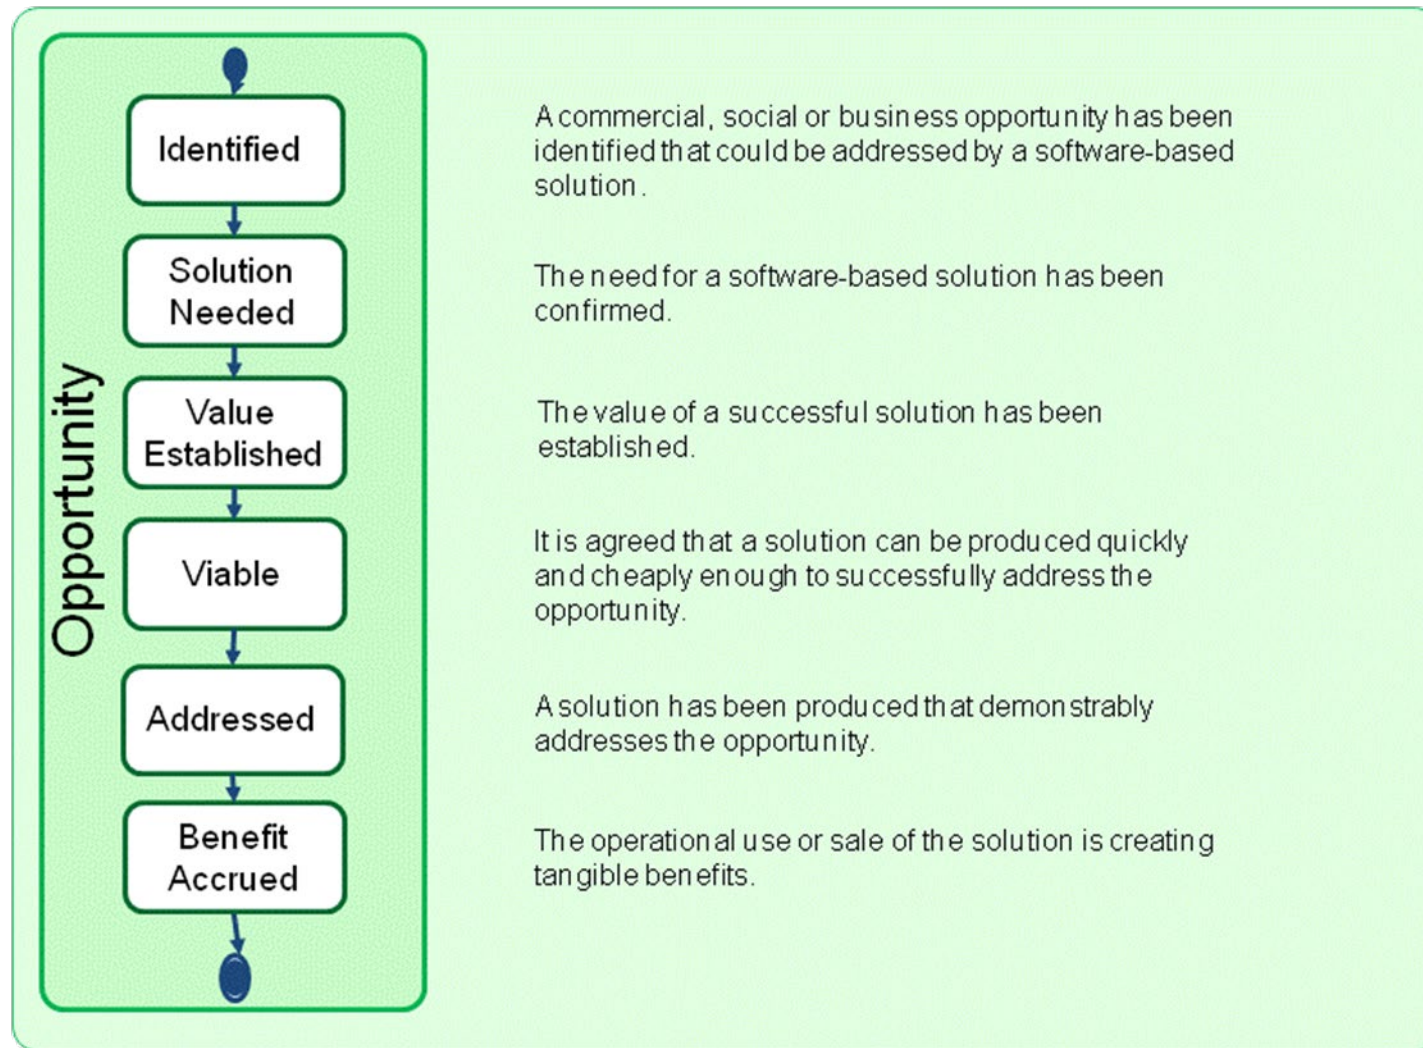 Opportunity
Identified
A commercial, social or business opportunity has been
identified that could be addressed by a software-based
solution.
Solution
Needed
The need for a software-based solution has been
confirmed.
Value
Established
The value of a successful solution has been
established.
Viable
It is agreed that a solution can be produced quickly
and cheaply enough to successfully address the
opportunity.
Addressed
A solution has been produced that demonstrably
addresses the opportunity.
Benefit
Accrued
The operational use or sale of the solution is creating
tangible benefits.